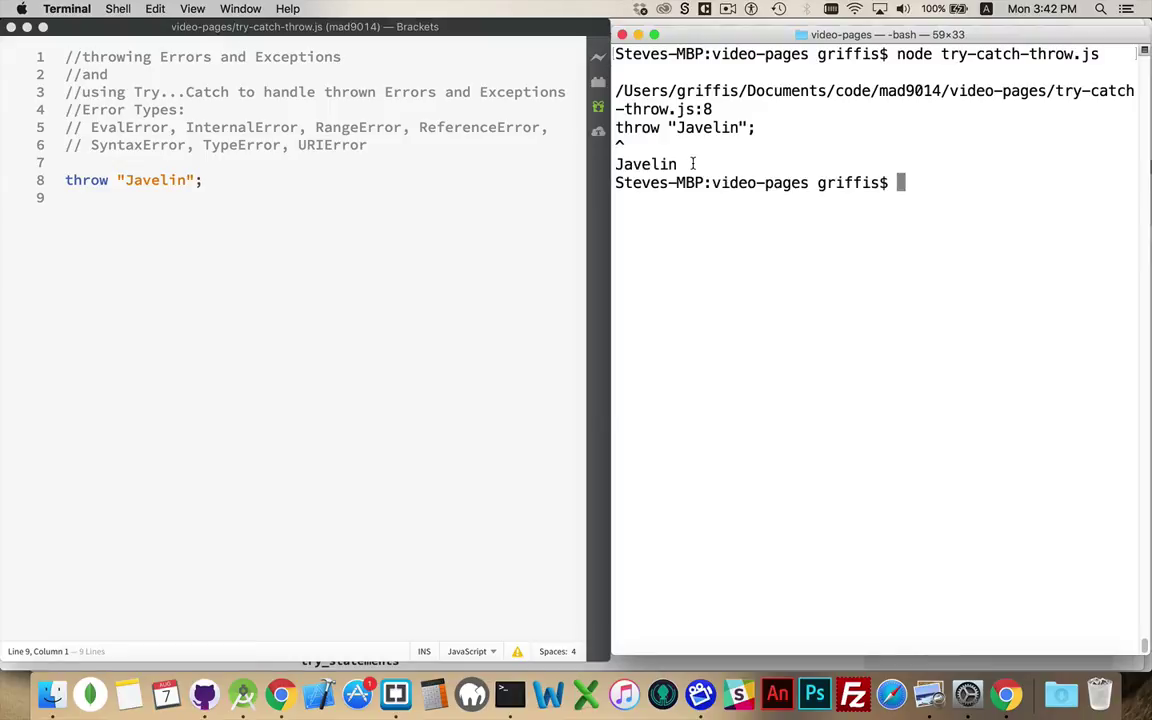 Terminal Shell Edit View Window Help
100% A Mon 3:42 PM
video-pages/try-catch-throw.js (mad9014) — Brackets
1 //throwing Errors and Exceptions
2 //and
3 //using Try...Catch to handle thrown Errors and Exceptions
4 //Error Types:
5 // EvalError, InternalError, RangeError, ReferenceError,
6 // SyntaxError, TypeError, URIError
7
8 throw "Javelin";
9
Line 9, Column 1 — 9 Lines
INS JavaScript Spaces: 4
try_statements
video-pages — -bash — 59×33
Steves-MBP:video-pages griffis$ node try-catch-throw.js
/Users/griffis/Documents/code/mad9014/video-pages/try-catch
-throw.js:8
throw "Javelin";
^
Javelin
Steves-MBP:video-pages griffis$
7
1
An Ps Fz